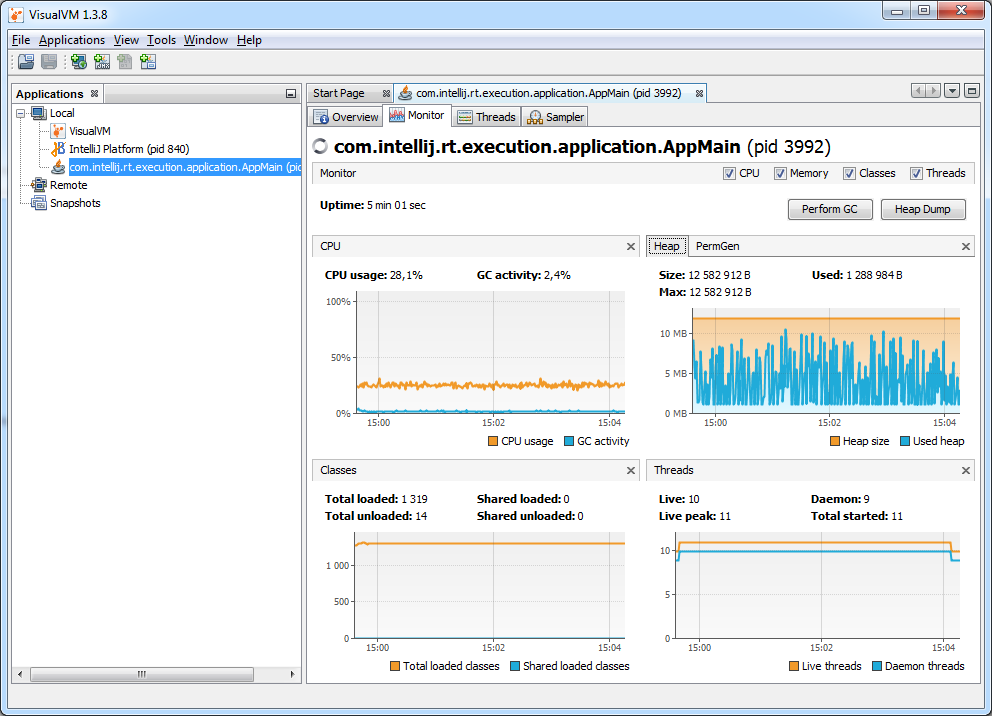 VisualVM 1.3.8
File Applications View Tools Window Help
Applications
Local
VisualVM
IntelliJ Platform (pid 840)
com.intellij.rt.execution.application.AppMain (pid
Remote
Snapshots
Start Page
com.intellij.rt.execution.application.AppMain (pid 3992)
Overview Monitor Threads Sampler
com.intellij.rt.execution.application.AppMain (pid 3992)
Monitor
CPU Memory Classes Threads
Uptime: 5 min 01 sec
Perform GC Heap Dump
CPU
CPU usage: 28,1% GC activity: 2,4%
100%
50%
0%
15:00 15:02 15:04
CPU usage GC activity
Heap PermGen
Size: 12 582 912 B Used: 1 288 984 B
Max: 12 582 912 B
10 MB
5 MB
0 MB
15:00 15:02 15:04
Heap size Used heap
Classes
Total loaded: 1 319 Shared loaded: 0
Total unloaded: 14 Shared unloaded: 0
1 000
500
0
15:00 15:02 15:04
Total loaded classes Shared loaded classes
Threads
Live: 10 Daemon: 9
Live peak: 11 Total started: 11
10
5
0
15:00 15:02 15:04
Live threads Daemon threads